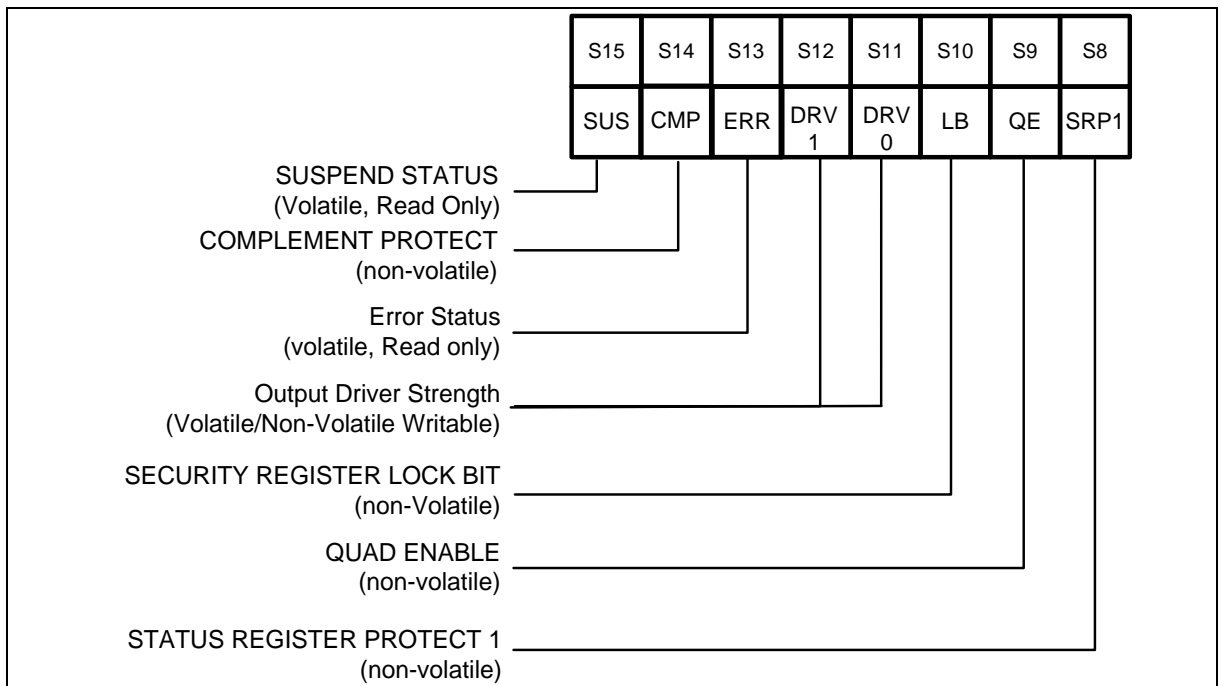 S15 S14 S13 S12 S11 S10 S9 S8
SUS CMP ERR DRV 1 DRV 0 LB QE SRP1
SUSPEND STATUS
(Volatile, Read Only)
COMPLEMENT PROTECT
(non-volatile)
Error Status
(volatile, Read only)
Output Driver Strength
(Volatile/Non-Volatile Writable)
SECURITY REGISTER LOCK BIT
(non-Volatile)
QUAD ENABLE
(non-volatile)
STATUS REGISTER PROTECT 1
(non-volatile)